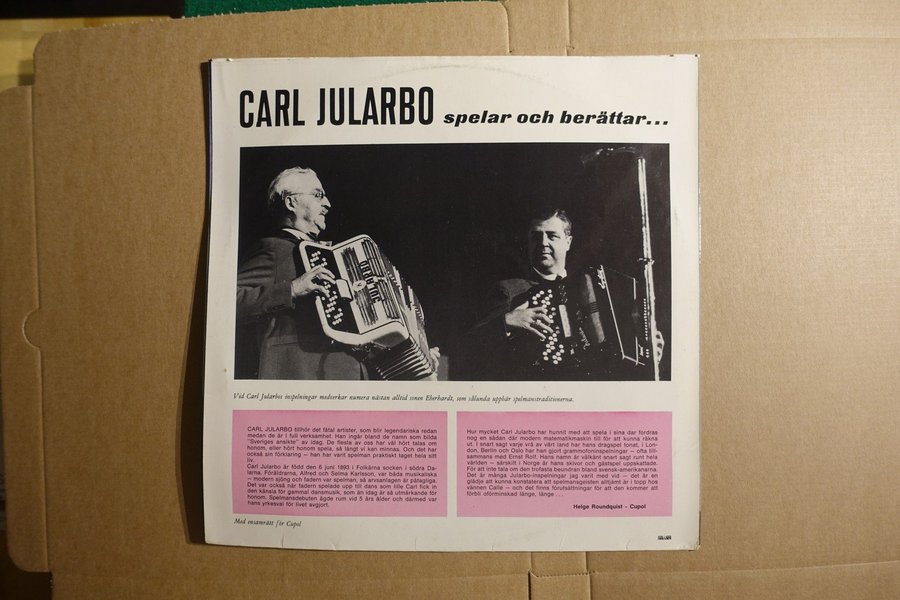 CARL JULARBO spelar och berättar...
Vid Carl Jularbos inspelningar medverkar numera nästan alltid sonen Eberhardt, som sålunda uppbär spelmanstraditionerna.
CARL JULARBO tillhör det fåtal artister, som blir legendariska redan
medan de är i full verksamhet. Han ingår bland de namn som bilda
"Sveriges ansikte" av idag. De flesta av oss har väl hört talas om
honom, eller hört honom spela, så långt vi kan minnas. Och det har
också sin förklaring — han har varit spelman praktiskt taget hela sitt
liv.
Carl Jularbo är född den 6 juni 1893 i Folkärna socken i södra Da-
larna. Föräldrarna, Alfred och Selma Karlsson, var båda musikaliska
— modern sjöng och fadern var spelman, så arvsanlagen är påtagliga.
Det var också när fadern spelade upp till dans som lille Carl fick in
den känsla för gammal dansmusik, som än idag är så utmärkande för
honom. Spelmansdebuten ägde rum vid 5 års ålder och därmed var
hans yrkesval för livet avgjort.
Hur mycket Carl Jularbo har hunnit med att spela i sina dar fordras
nog en sådan där modern matematikmaskin till för att kunna räkna
ut. I snart sagt varje vrå av vårt land har hans dragspel tonat, i Lon-
don, Berlin och Oslo har han gjort grammofoninspelningar — ofta till-
sammans med Ernst Rolf. Hans namn är välkänt snart sagt runt hela
världen — särskilt i Norge är hans skivor och gästspel uppskattade.
För att inte tala om den trofasta beundran bland svensk-amerikanarna.
Det är nedrygt 50 års inspelningar han är med vid — det är med
glädje att kunna konstatera att spelmansgeisten alltjämt är i topp hos
vännen Calle — och det finns förutsättningar för att den kommer att
förbli oförminskad länge, länge . . .
Helge Roundquist - Cupol
Med ensamrätt för Cupol